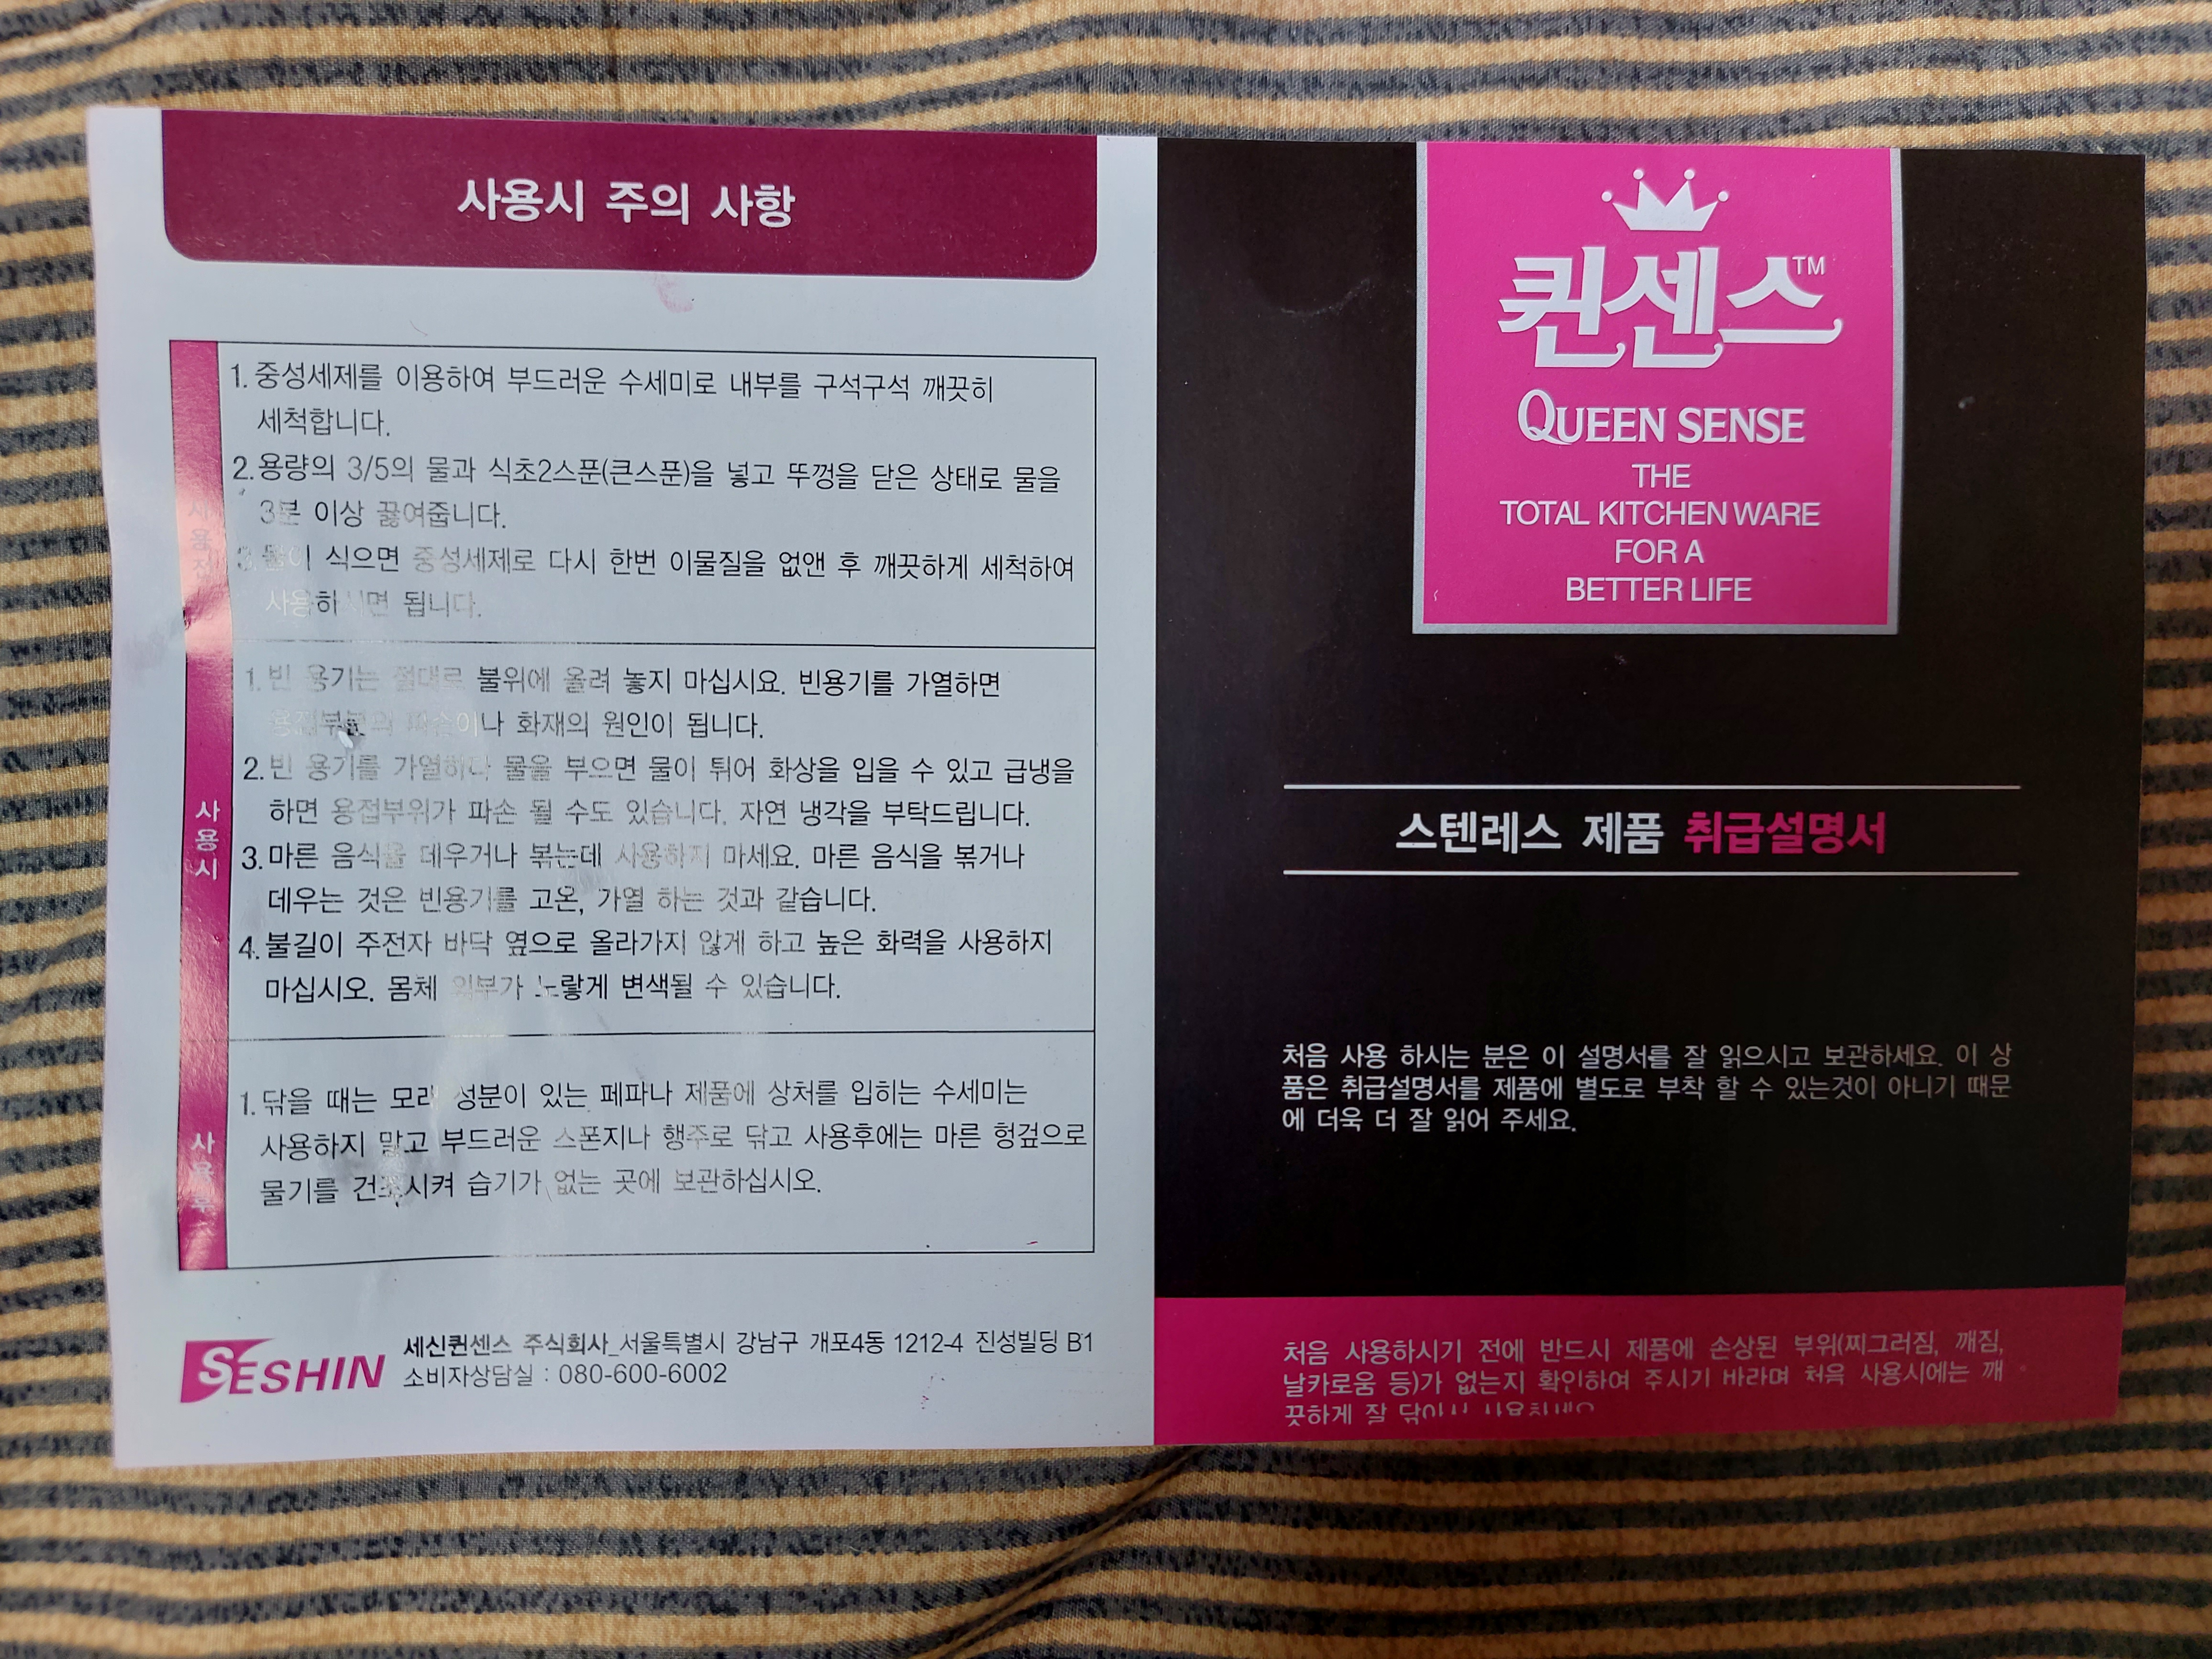 사용시 주의 사항
사용전
1. 중성세제를 이용하여 부드러운 수세미로 내부를 구석구석 깨끗히
세척합니다.
2. 용량의 3/5의 물과 식초2스푼(큰스푼)을 넣고 뚜껑을 닫은 상태로 물을
3분 이상 끓여줍니다.
3. 물이 식으면 중성세제로 다시 한번 이물질을 없앤 후 깨끗하게 세척하여
사용하시면 됩니다.
사용시
1. 빈 용기는 절대로 불위에 올려 놓지 마십시요. 빈용기를 가열하면
용접부분의 파손이나 화재의 원인이 됩니다.
2. 빈 용기를 가열하다 물을 부으면 물이 튀어 화상을 입을 수 있고 급냉을
하면 용접부위가 파손 될 수도 있습니다. 자연 냉각을 부탁드립니다.
3. 마른 음식을 데우거나 볶는데 사용하지 마세요. 마른 음식을 볶거나
데우는 것은 빈용기를 고온, 가열 하는 것과 같습니다.
4. 불길이 주전자 바닥 옆으로 올라가지 않게 하고 높은 화력을 사용하지
마십시오. 몸체 외부가 노랗게 변색될 수 있습니다.
사용후
1. 닦을 때는 모래 성분이 있는 페파나 제품에 상처를 입히는 수세미는
사용하지 말고 부드러운 스폰지나 행주로 닦고 사용후에는 마른 헝겊으로
물기를 건조시켜 습기가 없는 곳에 보관하십시오.
SESHIN
세신퀸센스 주식회사_서울특별시 강남구 개포4동 1212-4 진성빌딩 B1
소비자상담실 : 080-600-6002
퀸센스™
QUEEN SENSE
THE
TOTAL KITCHEN WARE
FOR A
BETTER LIFE
스텐레스 제품 취급설명서
처음 사용 하시는 분은 이 설명서를 잘 읽으시고 보관하세요. 이 상
품은 취급설명서를 제품에 별도로 부착 할 수 있는것이 아니기 때문
에 더욱 더 잘 읽어 주세요.
처음 사용하시기 전에 반드시 제품에 손상된 부위(찌그러짐, 깨짐,
날카로움 등)가 없는지 확인하여 주시기 바라며 처음 사용시에는 깨
끗하게 잘